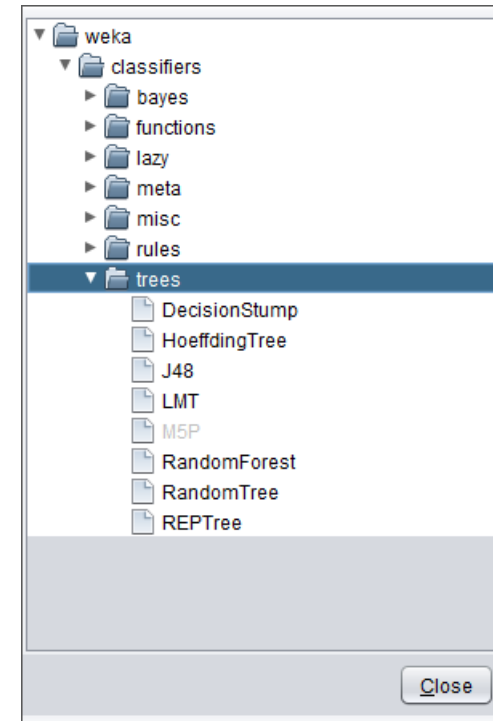 weka
classifiers
bayes
functions
lazy
meta
misc
rules
trees
DecisionStump
HoeffdingTree
J48
LMT
M5P
RandomForest
RandomTree
REPTree
Close